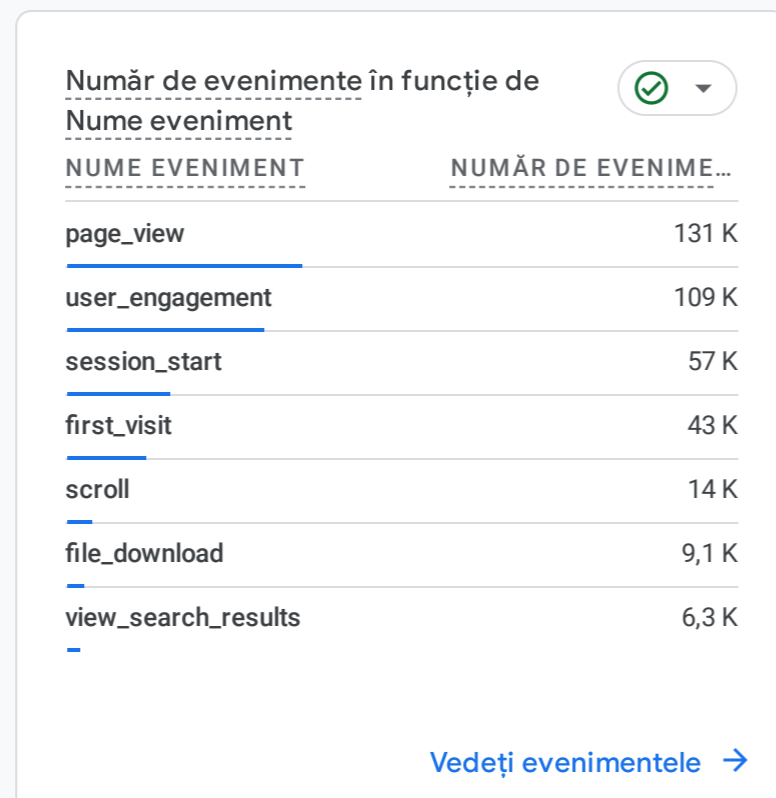 Număr de evenimente în funcție de
Nume eveniment
NUME EVENIMENT NUMĂR DE EVENIME…
page_view 131 K
user_engagement 109 K
session_start 57 K
first_visit 43 K
scroll 14 K
file_download 9,1 K
view_search_results 6,3 K
Vedeți evenimentele